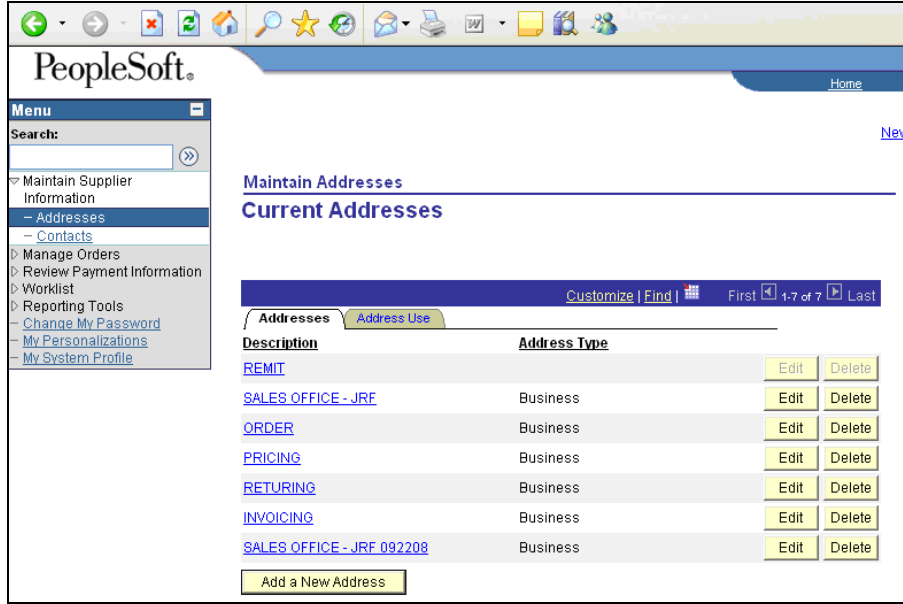 PeopleSoft®
Home
Menu
Search:
New
Maintain Supplier
Information
Addresses
Contacts
Manage Orders
Review Payment Information
Worklist
Reporting Tools
Change My Password
My Personalizations
My System Profile
Maintain Addresses
Current Addresses
Customize | Find | First 1-7 of 7 Last
Addresses Address Use
Description Address Type
REMIT Edit Delete
SALES OFFICE - JRF Business Edit Delete
ORDER Business Edit Delete
PRICING Business Edit Delete
RETURING Business Edit Delete
INVOICING Business Edit Delete
SALES OFFICE - JRF 092208 Business Edit Delete
Add a New Address